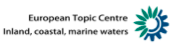 European Topic Centre
Inland, coastal, marine waters